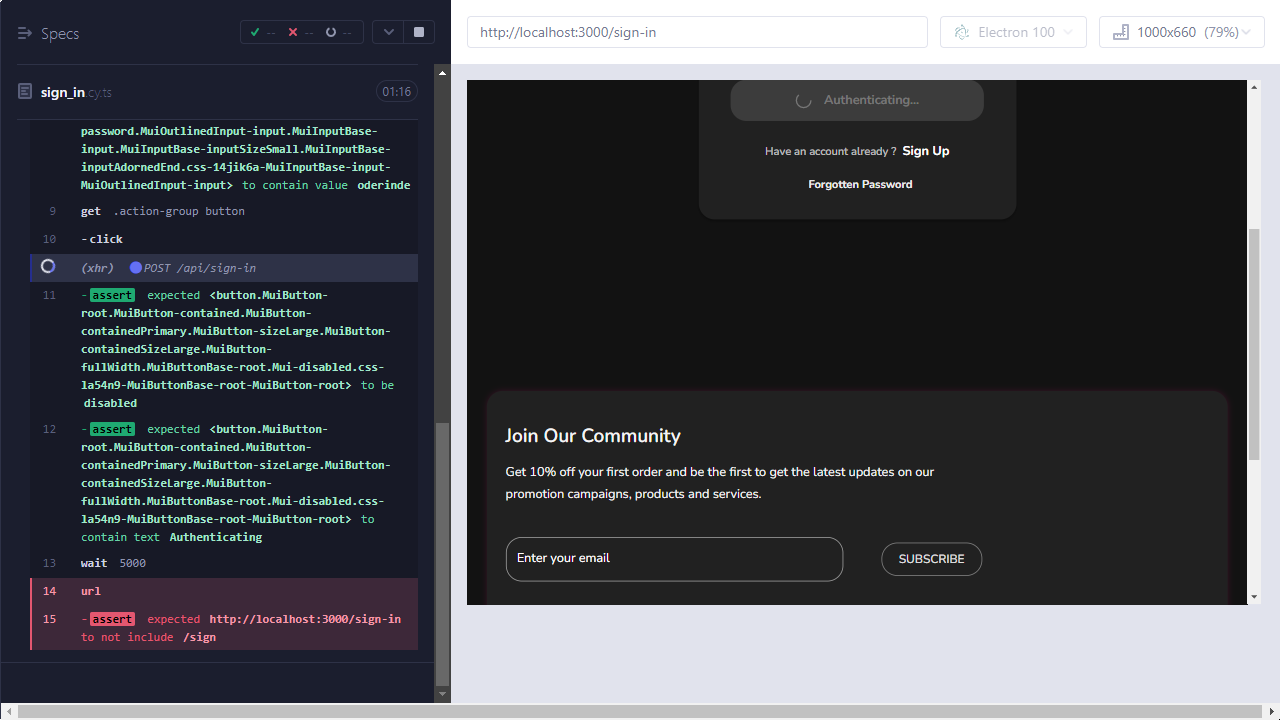 Specs
--
--
--
sign_in.cy.ts
01:16
password.MuiOutlinedInput-input.MuiInputBase-
input.MuiInputBase-inputSizeSmall.MuiInputBase-
inputAdornedEnd.css-14jik6a-MuiInputBase-input-
MuiOutlinedInput-input> to contain value oderinde
9 get .action-group button
10 -click
(xhr) POST /api/sign-in
11 -assert expected <button.MuiButton-
root.MuiButton-contained.MuiButton-
containedPrimary.MuiButton-sizeLarge.MuiButton-
containedSizeLarge.MuiButton-
fullWidth.MuiButtonBase-root.Mui-disabled.css-
la54n9-MuiButtonBase-root-MuiButton-root> to be
disabled
12 -assert expected <button.MuiButton-
root.MuiButton-contained.MuiButton-
containedPrimary.MuiButton-sizeLarge.MuiButton-
containedSizeLarge.MuiButton-
fullWidth.MuiButtonBase-root.Mui-disabled.css-
la54n9-MuiButtonBase-root-MuiButton-root> to
contain text Authenticating
13 wait 5000
14 url
15 -assert expected http://localhost:3000/sign-in
to not include /sign
http://localhost:3000/sign-in
Electron 100
1000x660 (79%)
Authenticating...
Have an account already ? Sign Up
Forgotten Password
Join Our Community
Get 10% off your first order and be the first to get the latest updates on our
promotion campaigns, products and services.
Enter your email
SUBSCRIBE